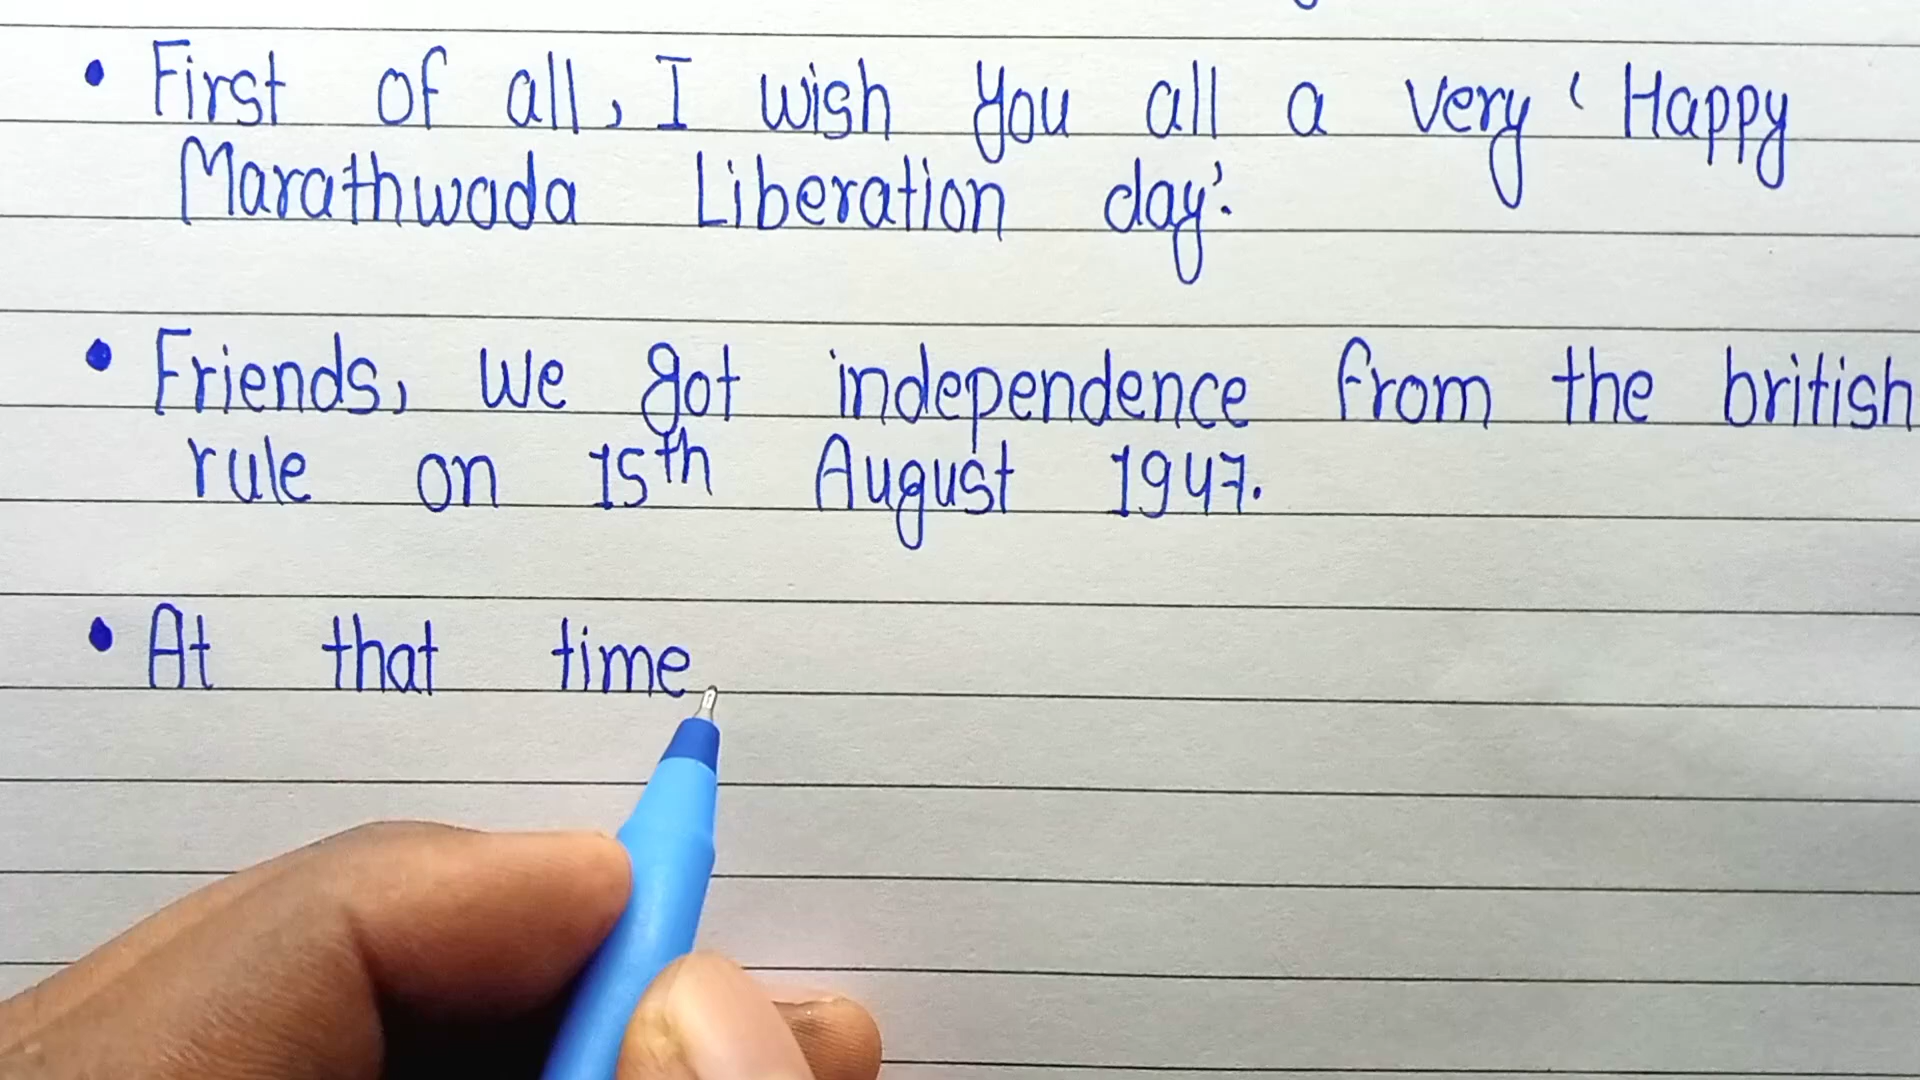 • First of all, I wish you all a very ‘Happy
Marathwada Liberation day’.
• Friends, we got independence from the british
rule on 15th August 1947.
• At that time